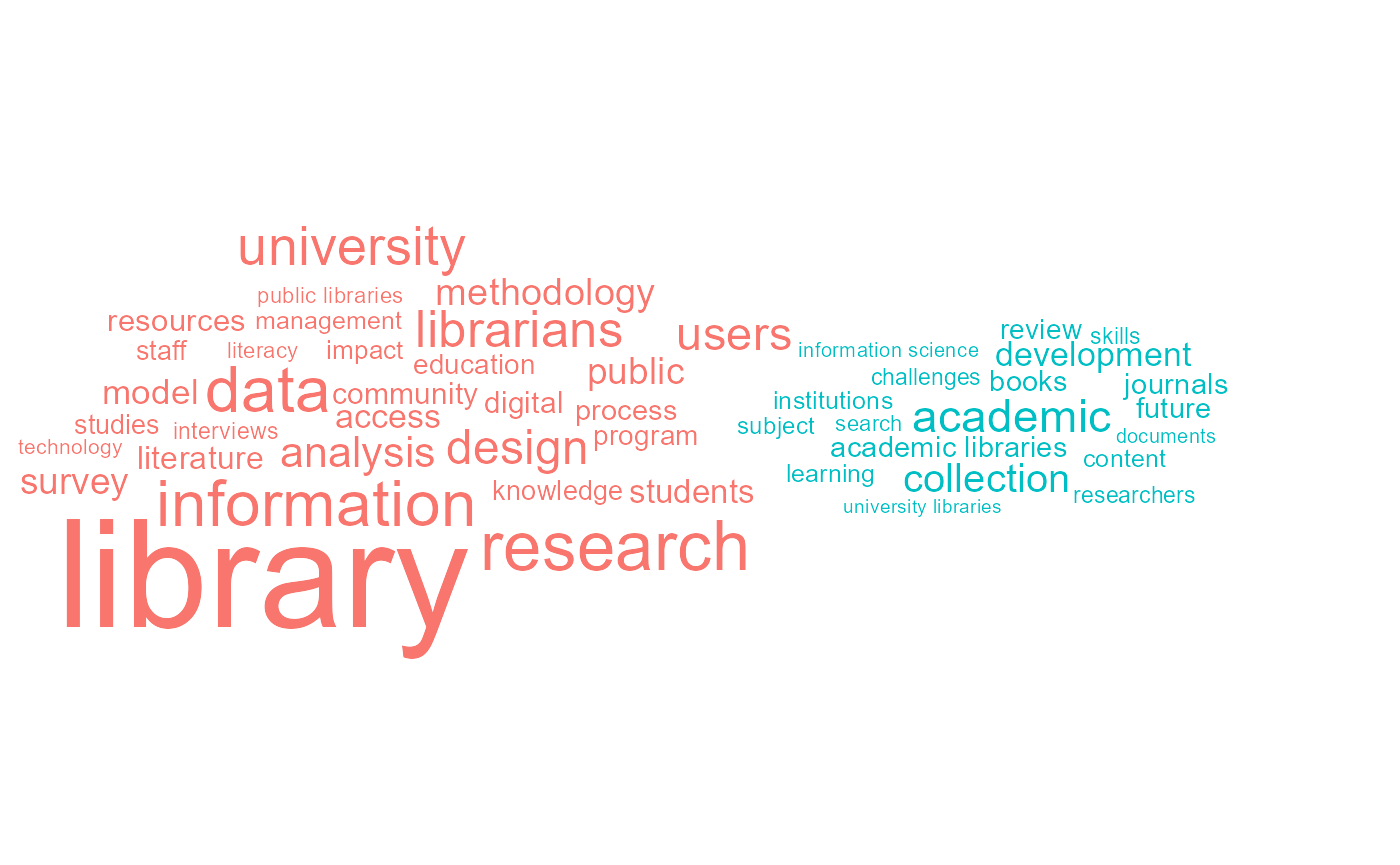 university
public libraries
methodology
resources
management
librarians
users
staff
literacy
impact
education
public
model
data
community
digital
process
access
studies
interviews
program
technology
literature
analysis
design
survey
information
knowledge
students
library
research
review
skills
information science
development
challenges
books
journals
institutions
future
subject
search
academic
documents
academic libraries
content
learning
collection
researchers
university libraries